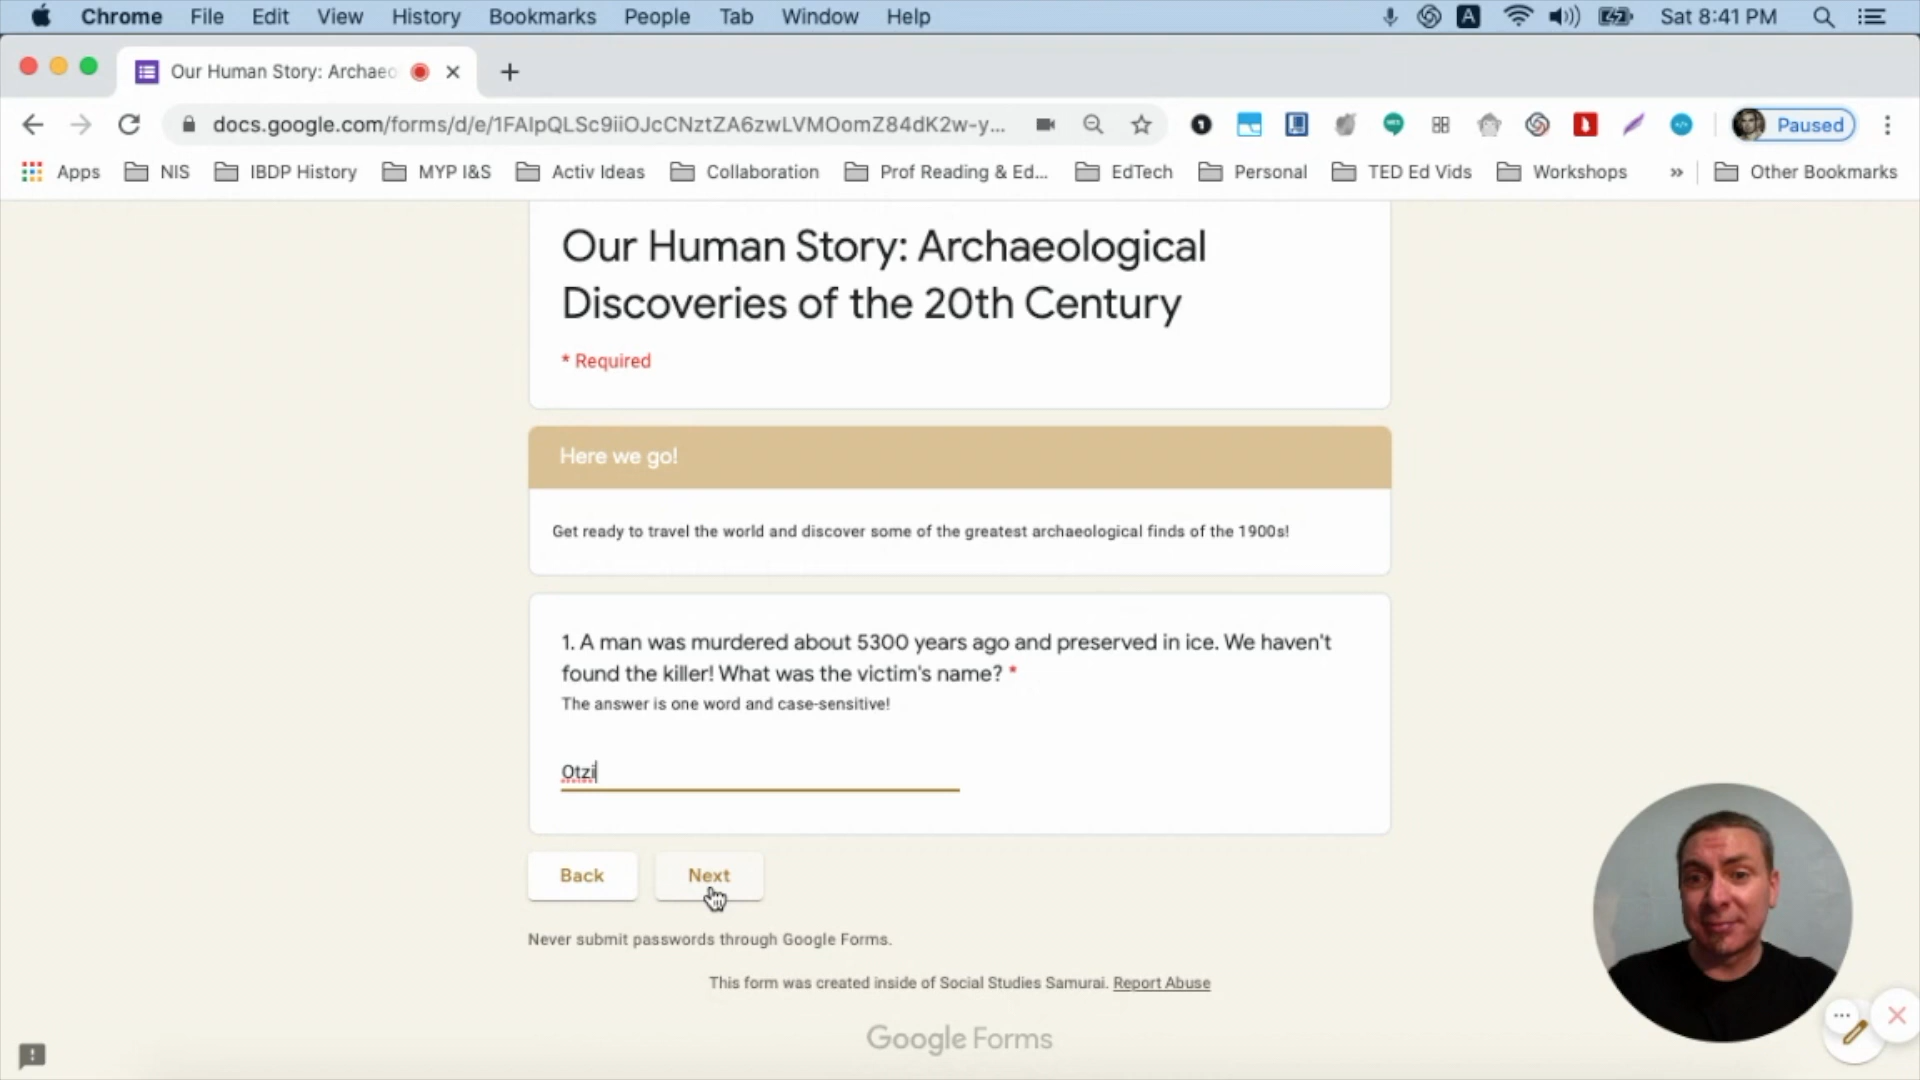 Chrome File Edit View History Bookmarks People Tab Window Help A Sat 8:41 PM
Our Human Story: Archaeo
docs.google.com/forms/d/e/1FAIpQLSc9iiOJcCNztZA6zwLVMOomZ84dK2w-y... Paused
Apps NIS IBDP History MYP I&S Activ Ideas Collaboration Prof Reading & Ed... EdTech Personal TED Ed Vids Workshops » Other Bookmarks
Our Human Story: Archaeological
Discoveries of the 20th Century
* Required
Here we go!
Get ready to travel the world and discover some of the greatest archaeological finds of the 1900s!
1. A man was murdered about 5300 years ago and preserved in ice. We haven't
found the killer! What was the victim's name? *
The answer is one word and case-sensitive!
Otzi
Back Next
Never submit passwords through Google Forms.
This form was created inside of Social Studies Samurai. Report Abuse
Google Forms